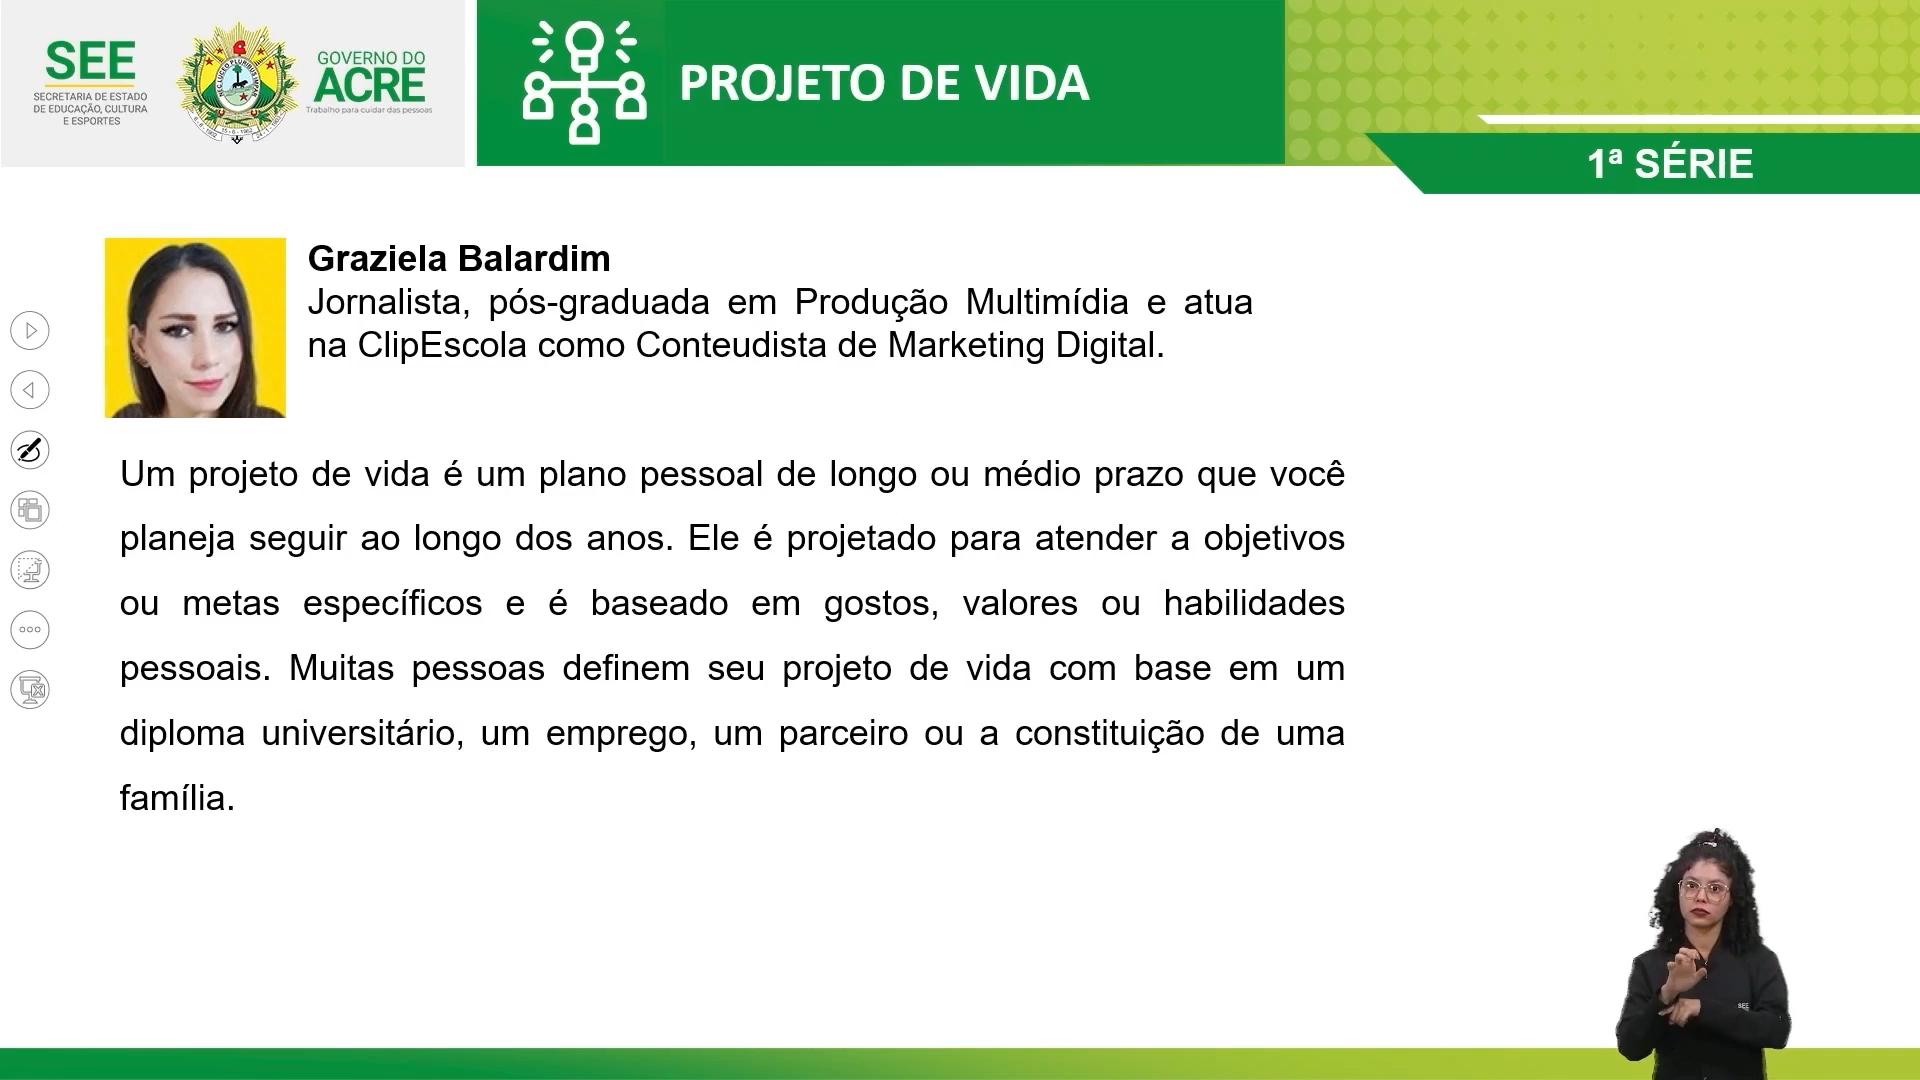 SEE
SECRETARIA DE ESTADO
DE EDUCAÇÃO, CULTURA
E ESPORTES
GOVERNO DO
ACRE
Trabalho para cuidar das pessoas
PROJETO DE VIDA
1ª SÉRIE
Graziela Balardim
Jornalista, pós-graduada em Produção Multimídia e atua
na ClipEscola como Conteudista de Marketing Digital.
Um projeto de vida é um plano pessoal de longo ou médio prazo que você
planeja seguir ao longo dos anos. Ele é projetado para atender a objetivos
ou metas específicos e é baseado em gostos, valores ou habilidades
pessoais. Muitas pessoas definem seu projeto de vida com base em um
diploma universitário, um emprego, um parceiro ou a constituição de uma
família.
SEE